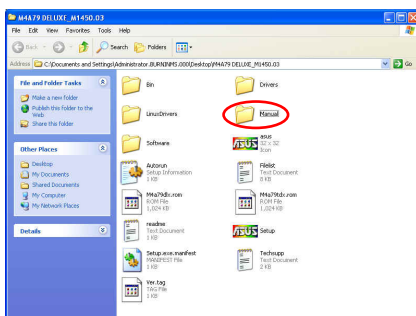 M4A79 DELUXE_M1450.03
File Edit View Favorites Tools Help
Back Search Folders
Address C:\Documents and Settings\Administrator.BURNINMS.000\Desktop\M4A79 DELUXE_M1450.03 Go
File and Folder Tasks
Make a new folder
Publish this folder to the
Web
Share this folder
Other Places
Desktop
My Documents
Shared Documents
My Computer
My Network Places
Details
Bin
Drivers
LinuxDrivers
Manual
Software
ASUS
asus
32 x 32
Icon
Autorun
Setup Information
1 KB
Filelist
Text Document
8 KB
M4a79dlx.rom
ROM File
1,024 KB
M4a79tdx.rom
ROM File
1,024 KB
readme
Text Document
1 KB
ASUS
Setup
Setup.exe.manifest
MANIFEST File
1 KB
Techsupp
Text Document
2 KB
Ver.tag
TAG File
1 KB